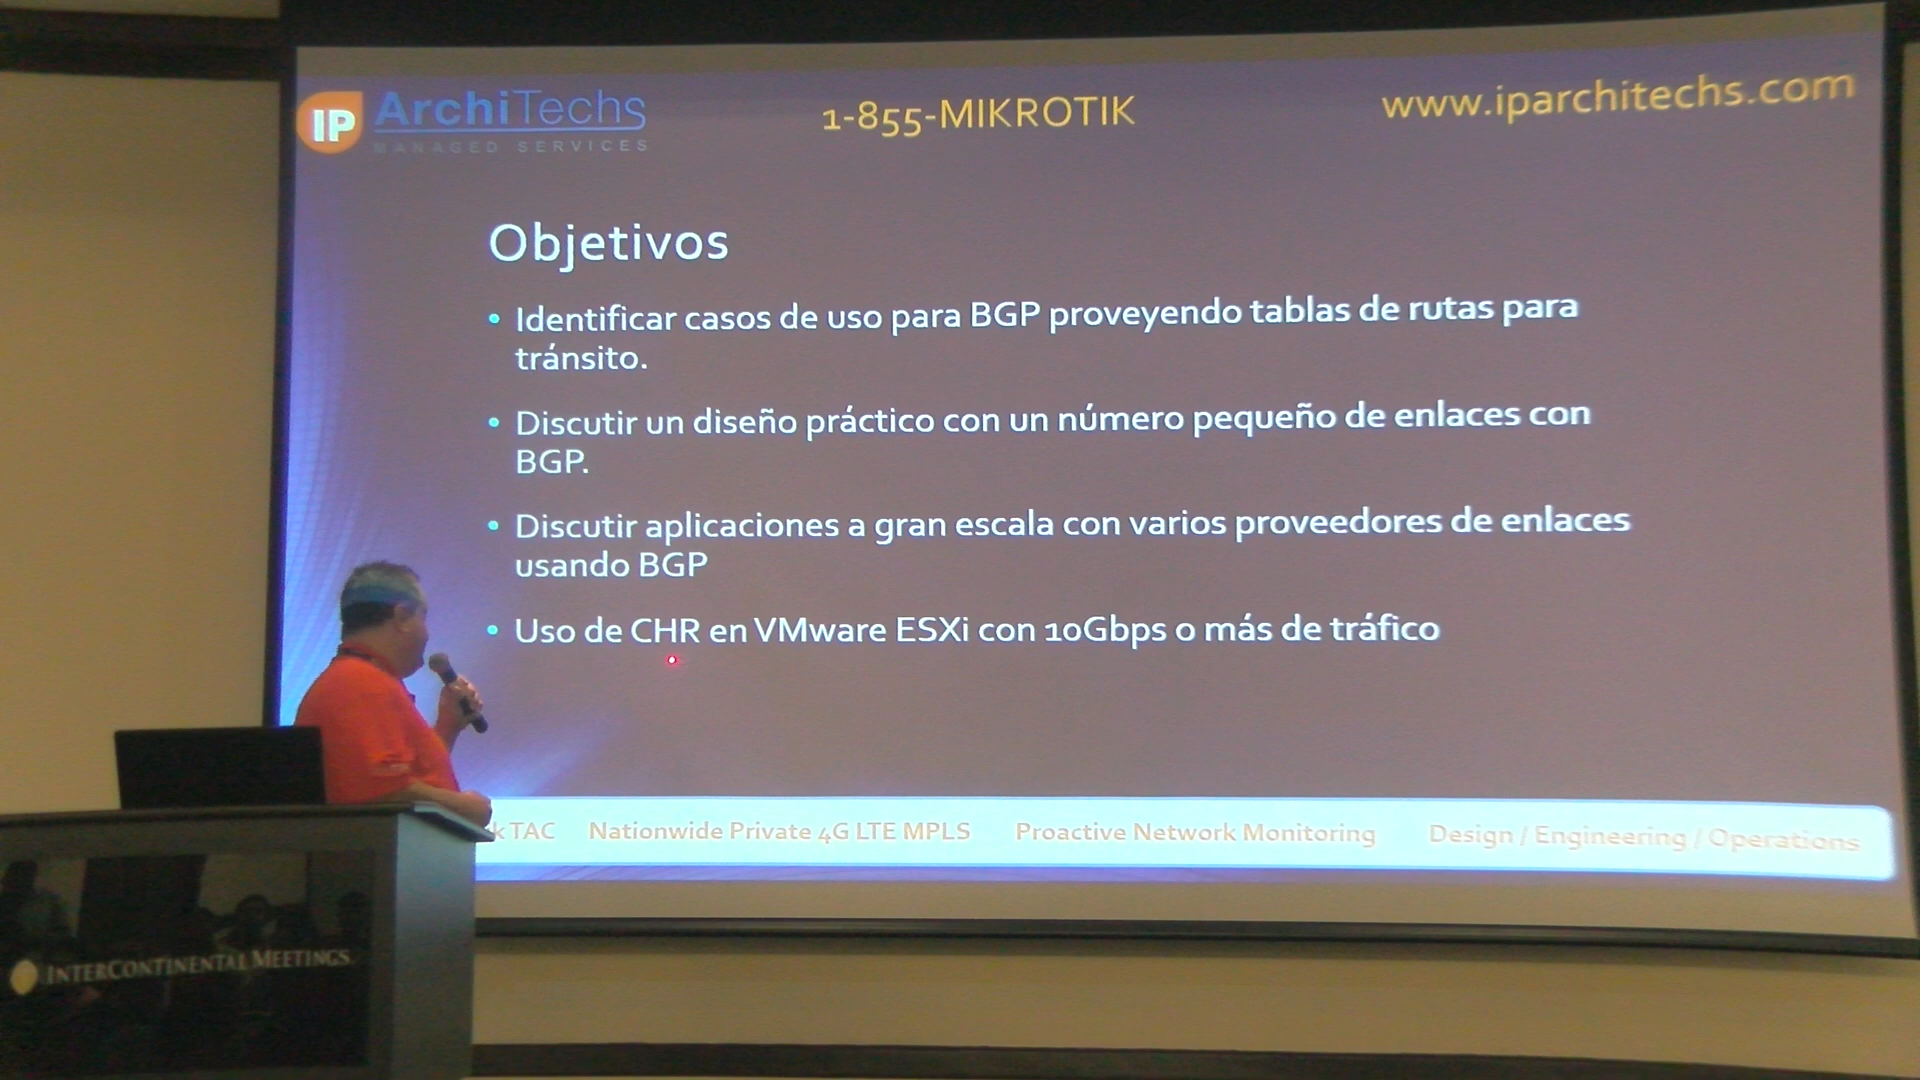 IP ArchiTechs
MANAGED SERVICES
1-855-MIKROTIK
www.iparchitechs.com
Objetivos
• Identificar casos de uso para BGP proveyendo tablas de rutas para
tránsito.
• Discutir un diseño práctico con un número pequeño de enlaces con
BGP.
• Discutir aplicaciones a gran escala con varios proveedores de enlaces
usando BGP
• Uso de CHR en VMware ESXi con 10Gbps o más de tráfico
k TAC Nationwide Private 4G LTE MPLS Proactive Network Monitoring Design / Engineering / Operations
INTERCONTINENTAL MEETINGS